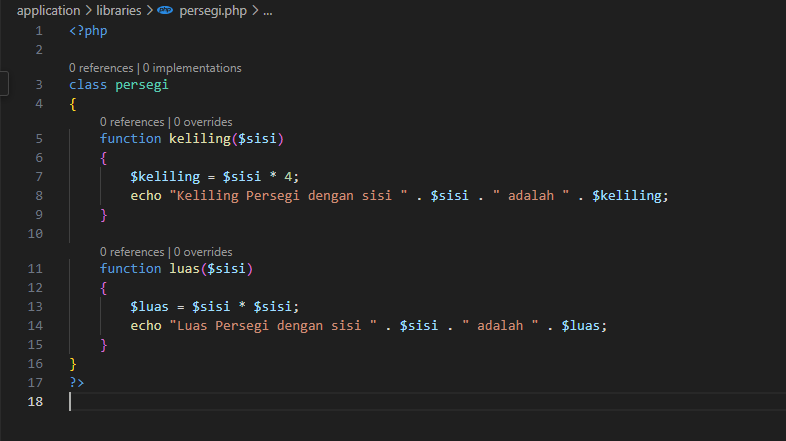 application > libraries > persegi.php > ...
1 <?php
2
0 references | 0 implementations
3 class persegi
4 {
0 references | 0 overrides
5 function keliling($sisi)
6 {
7 $keliling = $sisi * 4;
8 echo "Keliling Persegi dengan sisi " . $sisi . " adalah " . $keliling;
9 }
10
0 references | 0 overrides
11 function luas($sisi)
12 {
13 $luas = $sisi * $sisi;
14 echo "Luas Persegi dengan sisi " . $sisi . " adalah " . $luas;
15 }
16 }
17 ?>
18